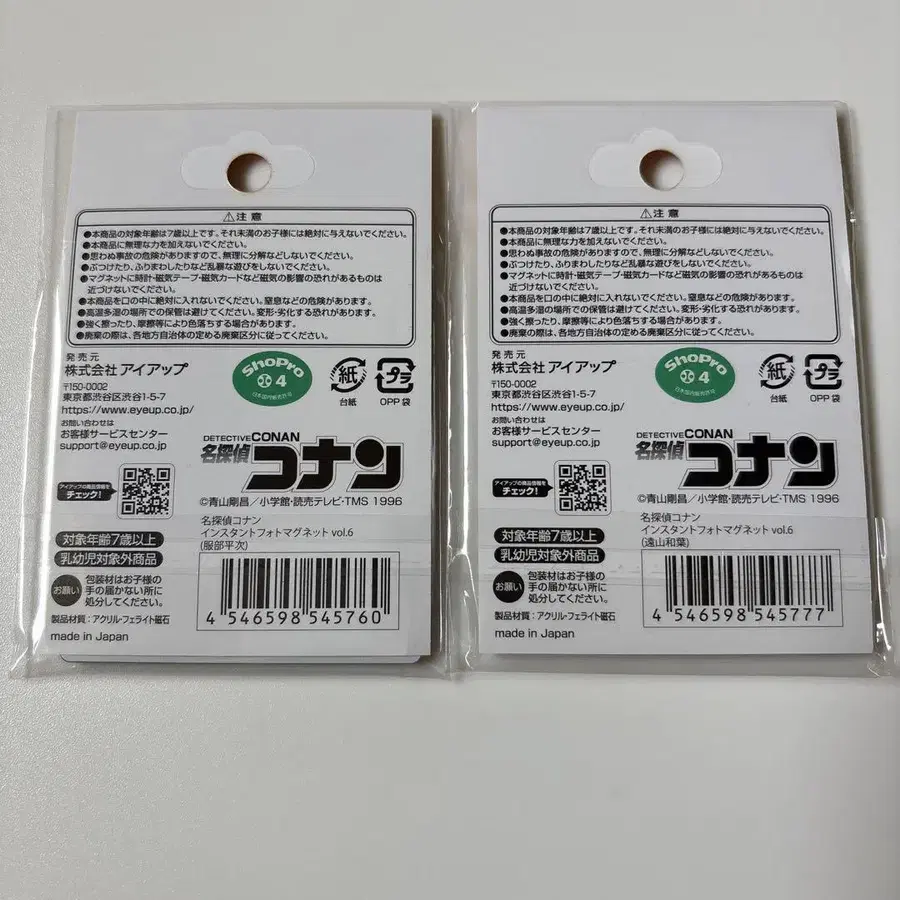 ⚠注意
●本商品の対象年齢は7歳以上です。それ未満のお子様には絶対に与えないでください。
●本商品に無理な力を加えないでください。
●思わぬ事故の危険がありますので、無理に分解などしないでください。
●ぶつけたり、ふりまわしたりなど乱暴な遊びをしないでください。
●マグネットに時計・磁気テープ・磁気カードなど磁気の影響の恐れがあるものは
近づけないでください。
●本商品を口の中に絶対に入れないでください。窒息などの危険があります。
●高温多湿の場所での保管は避けてください。変形・劣化する恐れがあります。
●強く擦ったり、摩擦等により色落ちする場合があります。
●廃棄の際は、各地方自治体の定める廃棄区分に従ってください。
発売元
株式会社 アイアップ
〒150-0002
東京都渋谷区渋谷1-5-7
https://www.eyeup.co.jp/
お問い合わせは
お客様サービスセンター
support@eyeup.co.jp
ShoPro
4
日本国内販売許可
紙
台紙
プラ
OPP袋
DETECTIVE CONAN
名探偵コナン
アイアップの商品情報を
チェック!
©青山剛昌/小学館・読売テレビ・TMS 1996
名探偵コナン
インスタントフォトマグネット vol.6
(服部平次)
対象年齢7歳以上
乳幼児対象外商品
お願い
包装材はお子様の
手の届かない所に
処分してください。
4 546598 545760
製品材質:アクリル・フェライト磁石
made in Japan
⚠注意
●本商品の対象年齢は7歳以上です。それ未満のお子様には絶対に与えないでください。
●本商品に無理な力を加えないでください。
●思わぬ事故の危険がありますので、無理に分解などしないでください。
●ぶつけたり、ふりまわしたりなど乱暴な遊びをしないでください。
●マグネットに時計・磁気テープ・磁気カードなど磁気の影響の恐れがあるものは
近づけないでください。
●本商品を口の中に絶対に入れないでください。窒息などの危険があります。
●高温多湿の場所での保管は避けてください。変形・劣化する恐れがあります。
●強く擦ったり、摩擦等により色落ちする場合があります。
●廃棄の際は、各地方自治体の定める廃棄区分に従ってください。
発売元
株式会社 アイアップ
〒150-0002
東京都渋谷区渋谷1-5-7
https://www.eyeup.co.jp/
お問い合わせは
お客様サービスセンター
support@eyeup.co.jp
ShoPro
4
日本国内販売許可
紙
台紙
プラ
OPP袋
DETECTIVE CONAN
名探偵コナン
アイアップの商品情報を
チェック!
©青山剛昌/小学館・読売テレビ・TMS 1996
名探偵コナン
インスタントフォトマグネット vol.6
(遠山和葉)
対象年齢7歳以上
乳幼児対象外商品
お願い
包装材はお子様の
手の届かない所に
処分してください。
4 546598 545777
製品材質:アクリル・フェライト磁石
made in Japan